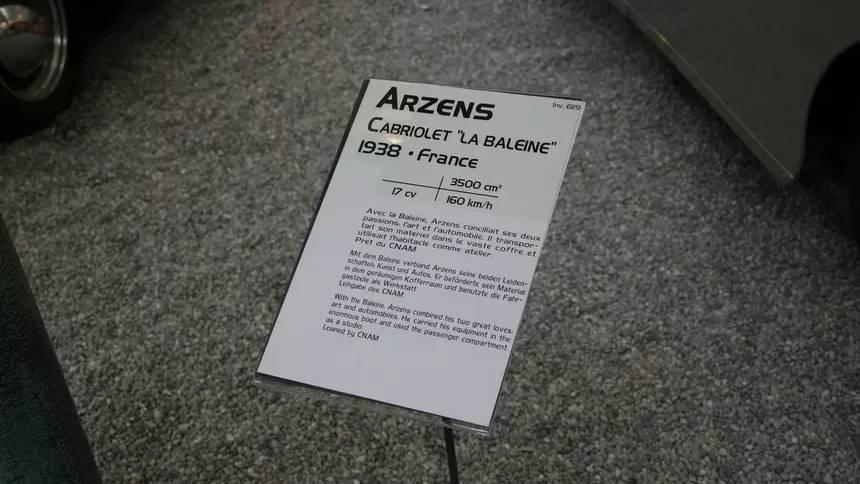 ARZENS
Inv. 6119
CABRIOLET "LA BALEINE"
1938 • France
3500 cm³
17 cv
160 km/h
Avec la Baleine, Arzens conciliait ses deux
passions, l'art et l'automobile. Il transpor-
tait son matériel dans le vaste coffre et
utilisait l'habitacle comme atelier.
Pret du CNAM
Mit dem Baleine verband Arzens seine beiden Leiden-
schaften, Kunst und Autos. Er beförderte sein Material
in dem geräumigen Kofferraum und benutzte die Fahr-
gastzelle als Werkstatt.
Leihgabe des CNAM
With the Baleine, Arzens combined his two great loves,
art and automobiles. He carried his equipment in the
enormous boot and used the passenger compartment
as a studio.
Loaned by CNAM